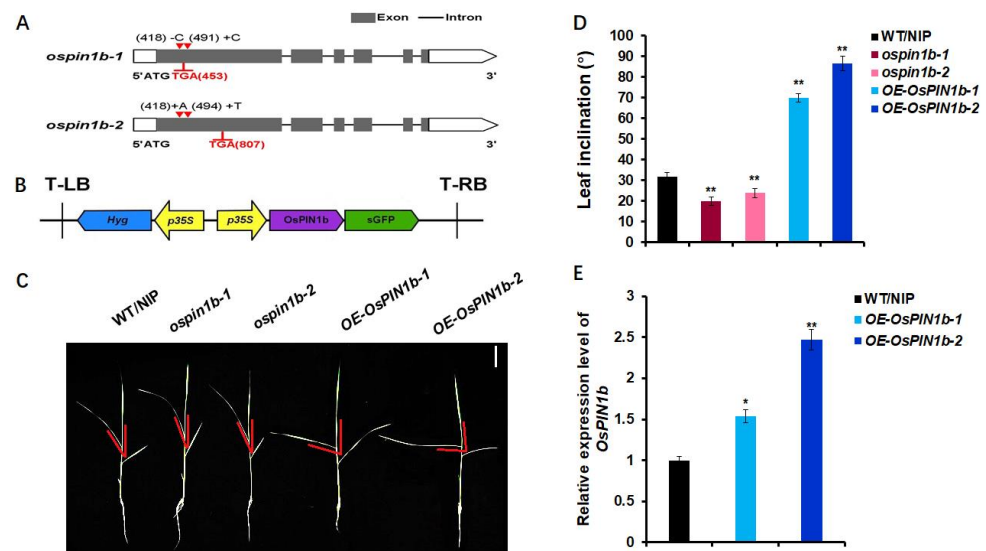 A
Exon Intron
(418) -C (491) +C
ospin1b-1
5'ATG TGA(453) 3'
(418)+A (494) +T
ospin1b-2
5'ATG TGA(807) 3'
B
T-LB T-RB
Hyg p35S p35S OsPIN1b sGFP
C
WT/NIP ospin1b-1 ospin1b-2 OE-OsPIN1b-1 OE-OsPIN1b-2
D
Leaf inclination (°)
100
90
80
70
60
50
40
30
20
10
0
** ** ** **
WT/NIP
ospin1b-1
ospin1b-2
OE-OsPIN1b-1
OE-OsPIN1b-2
E
Relative expression level of
OsPIN1b
3
2.5
2
1.5
1
0.5
0
* **
WT/NIP
OE-OsPIN1b-1
OE-OsPIN1b-2